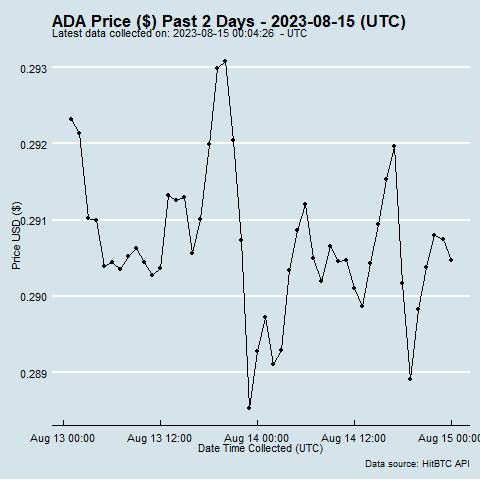 ADA Price ($) Past 2 Days - 2023-08-15 (UTC)
Latest data collected on: 2023-08-15 00:04:26 - UTC
0.293
0.292
0.291
0.290
0.289
Price USD ($)
Aug 13 00:00 Aug 13 12:00 Aug 14 00:00 Aug 14 12:00 Aug 15 00:00
Date Time Collected (UTC)
Data source: HitBTC API